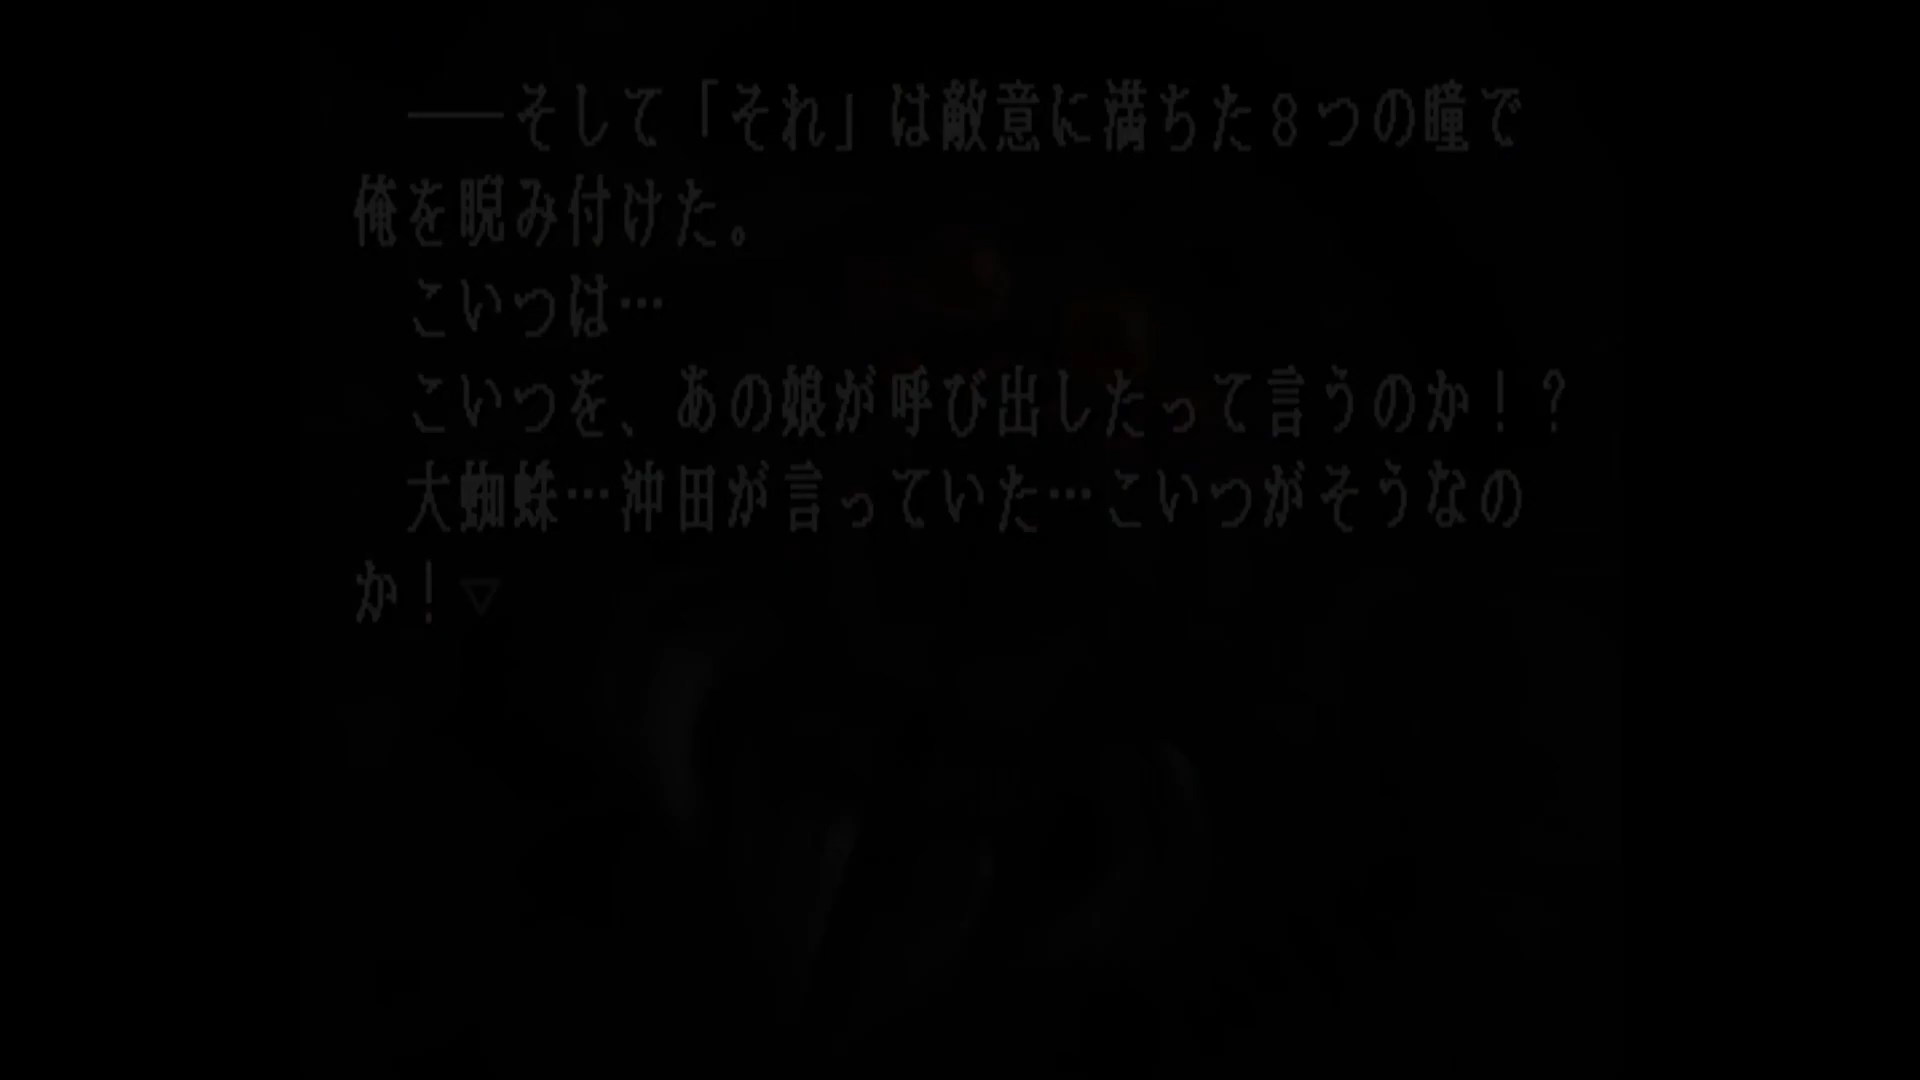 ――そして「それ」は敵意に満ちた８つの瞳で
俺を睨み付けた。
こいつは…
こいつを、あの娘が呼び出したって言うのか！？
大蜘蛛…沖田が言っていた…こいつがそうなの
か！▽